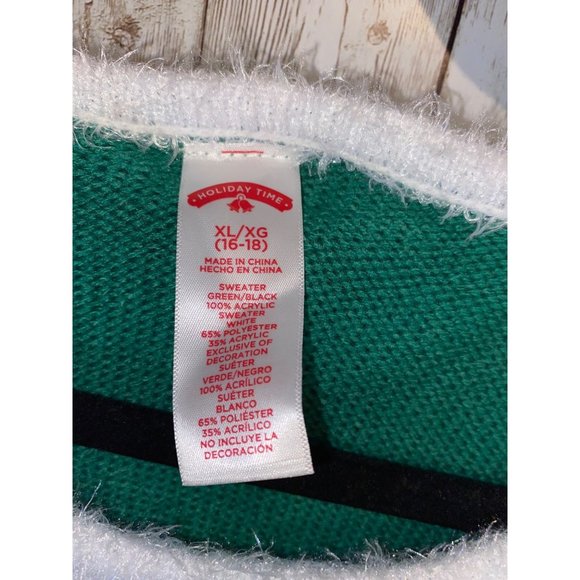 HOLIDAY TIME
XL/XG
(16-18)
MADE IN CHINA
HECHO EN CHINA
SWEATER
GREEN/BLACK
100% ACRYLIC
SWEATER
WHITE
65% POLYESTER
35% ACRYLIC
EXCLUSIVE OF
DECORATION
SUÉTER
VERDE/NEGRO
100% ACRÍLICO
SUÉTER
BLANCO
65% POLIÉSTER
35% ACRÍLICO
NO INCLUYE LA
DECORACIÓN